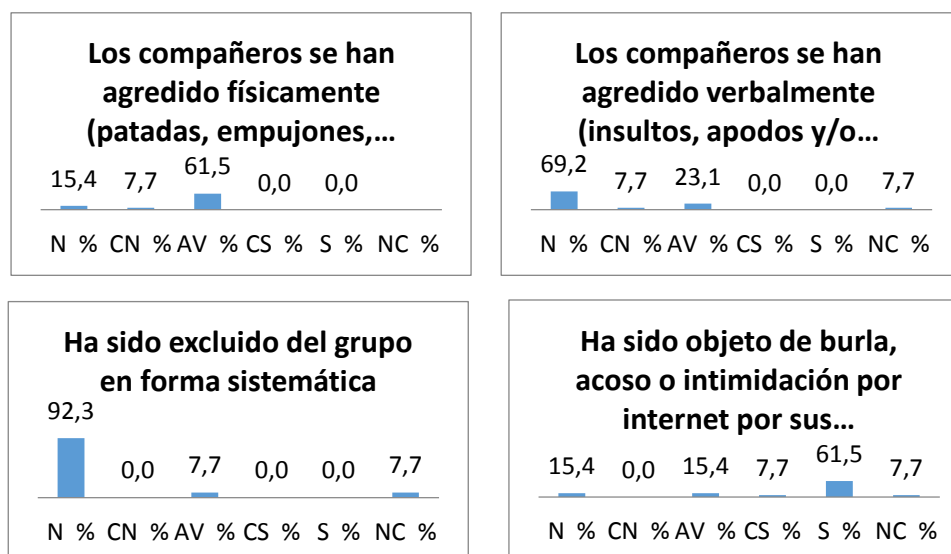 Los compañeros se han
agredido físicamente
(patadas, empujones,…
15,4 7,7 61,5 0,0 0,0
N % CN % AV % CS % S % NC %
Los compañeros se han
agredido verbalmente
(insultos, apodos y/o…
69,2 7,7 23,1 0,0 0,0 7,7
N % CN % AV % CS % S % NC %
Ha sido excluido del grupo
en forma sistemática
92,3 0,0 7,7 0,0 0,0 7,7
N % CN % AV % CS % S % NC %
Ha sido objeto de burla,
acoso o intimidación por
internet por sus…
15,4 0,0 15,4 7,7 61,5 7,7
N % CN % AV % CS % S % NC %